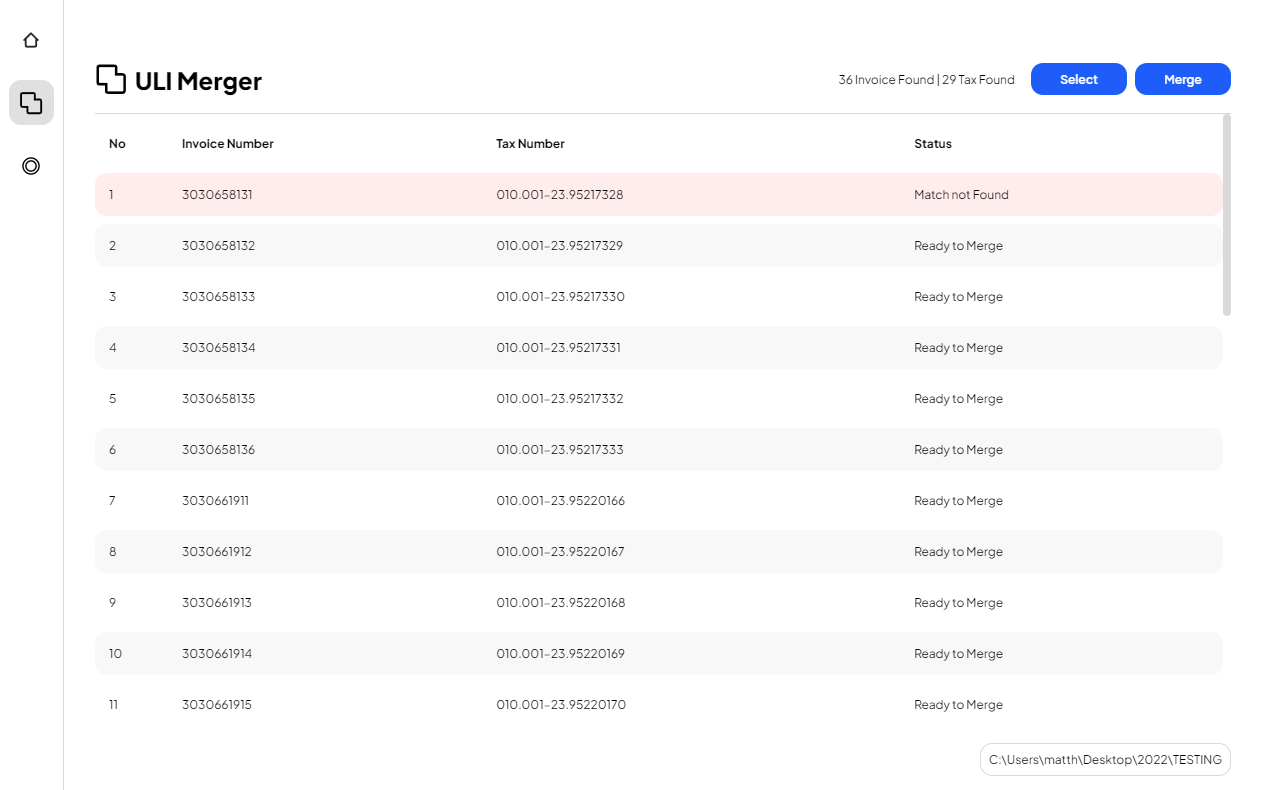 ULI Merger
36 Invoice Found | 29 Tax Found
Select
Merge
No Invoice Number Tax Number Status
1 3030658131 010.001-23.95217328 Match not Found
2 3030658132 010.001-23.95217329 Ready to Merge
3 3030658133 010.001-23.95217330 Ready to Merge
4 3030658134 010.001-23.95217331 Ready to Merge
5 3030658135 010.001-23.95217332 Ready to Merge
6 3030658136 010.001-23.95217333 Ready to Merge
7 3030661911 010.001-23.95220166 Ready to Merge
8 3030661912 010.001-23.95220167 Ready to Merge
9 3030661913 010.001-23.95220168 Ready to Merge
10 3030661914 010.001-23.95220169 Ready to Merge
11 3030661915 010.001-23.95220170 Ready to Merge
C:\Users\matth\Desktop\2022\TESTING